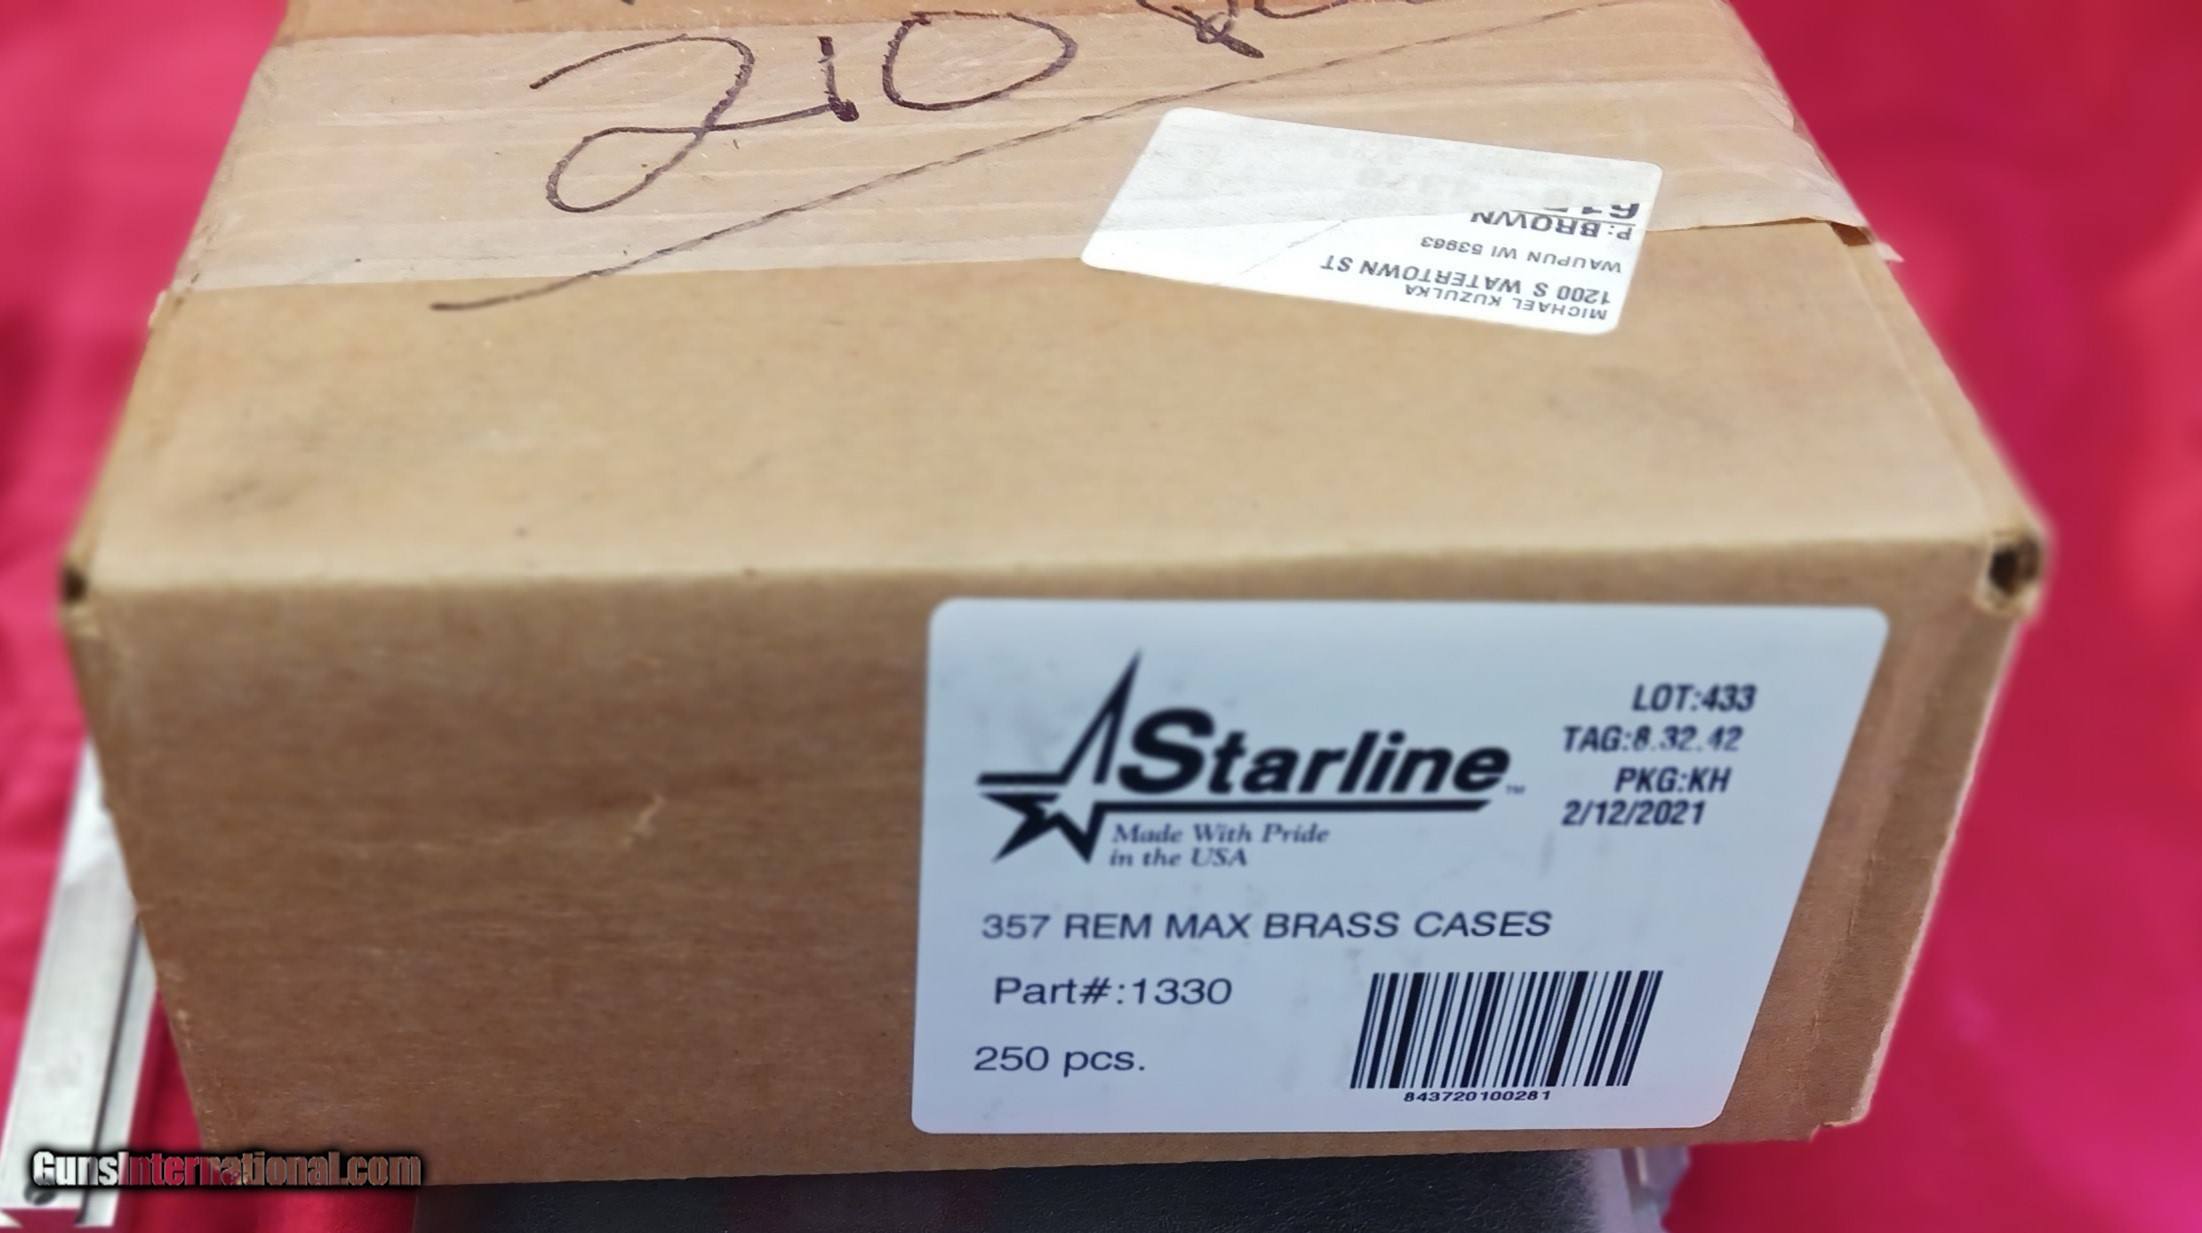 210
MICHAEL KUZULKA
1200 S WATERTOWN ST
WAUPUN WI 53963
P: BROWN
Starline™
Made With Pride
in the USA
LOT:433
TAG:8.32.42
PKG:KH
2/12/2021
357 REM MAX BRASS CASES
Part#:1330
250 pcs.
843720100281
GunsInternational.com